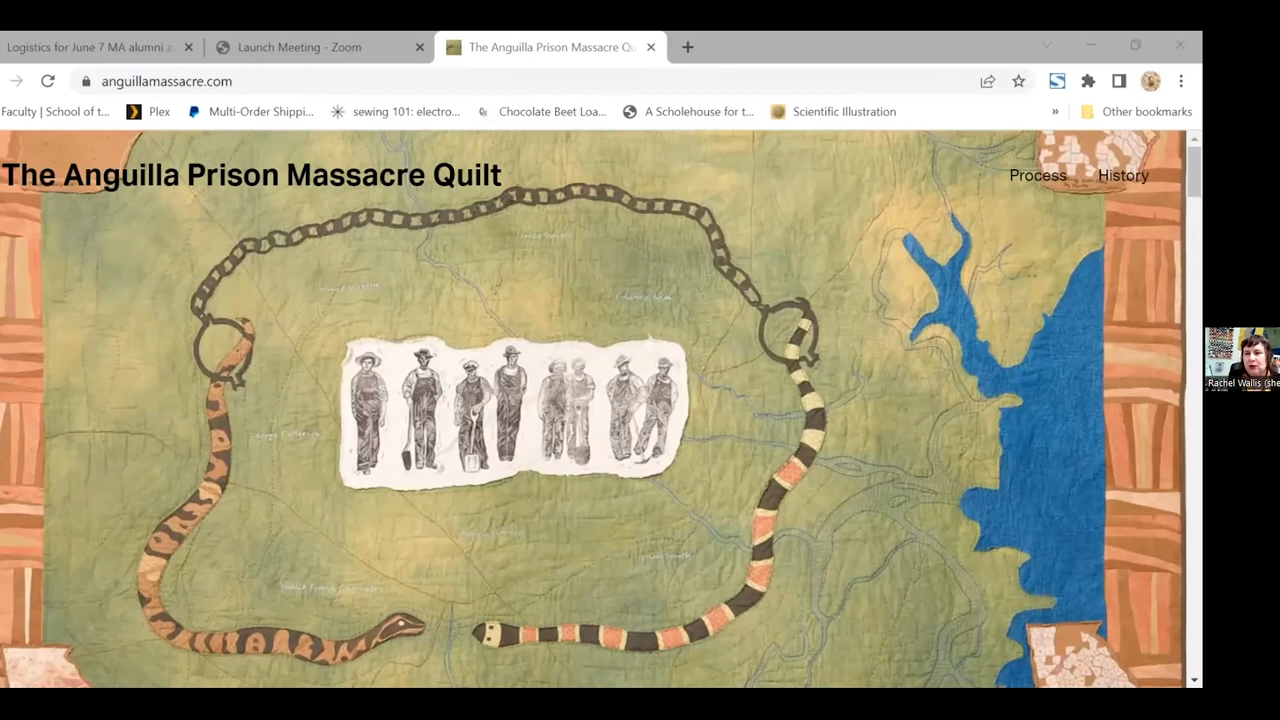 Logistics for June 7 MA alumni
Launch Meeting - Zoom
The Anguilla Prison Massacre Qu
anguillamassacre.com
Faculty | School of t...
Plex
Multi-Order Shippi...
sewing 101: electro...
Chocolate Beet Loa...
A Scholehouse for t...
Scientific Illustration
»
Other bookmarks
The Anguilla Prison Massacre Quilt
Process
History
Rachel Wallis (she